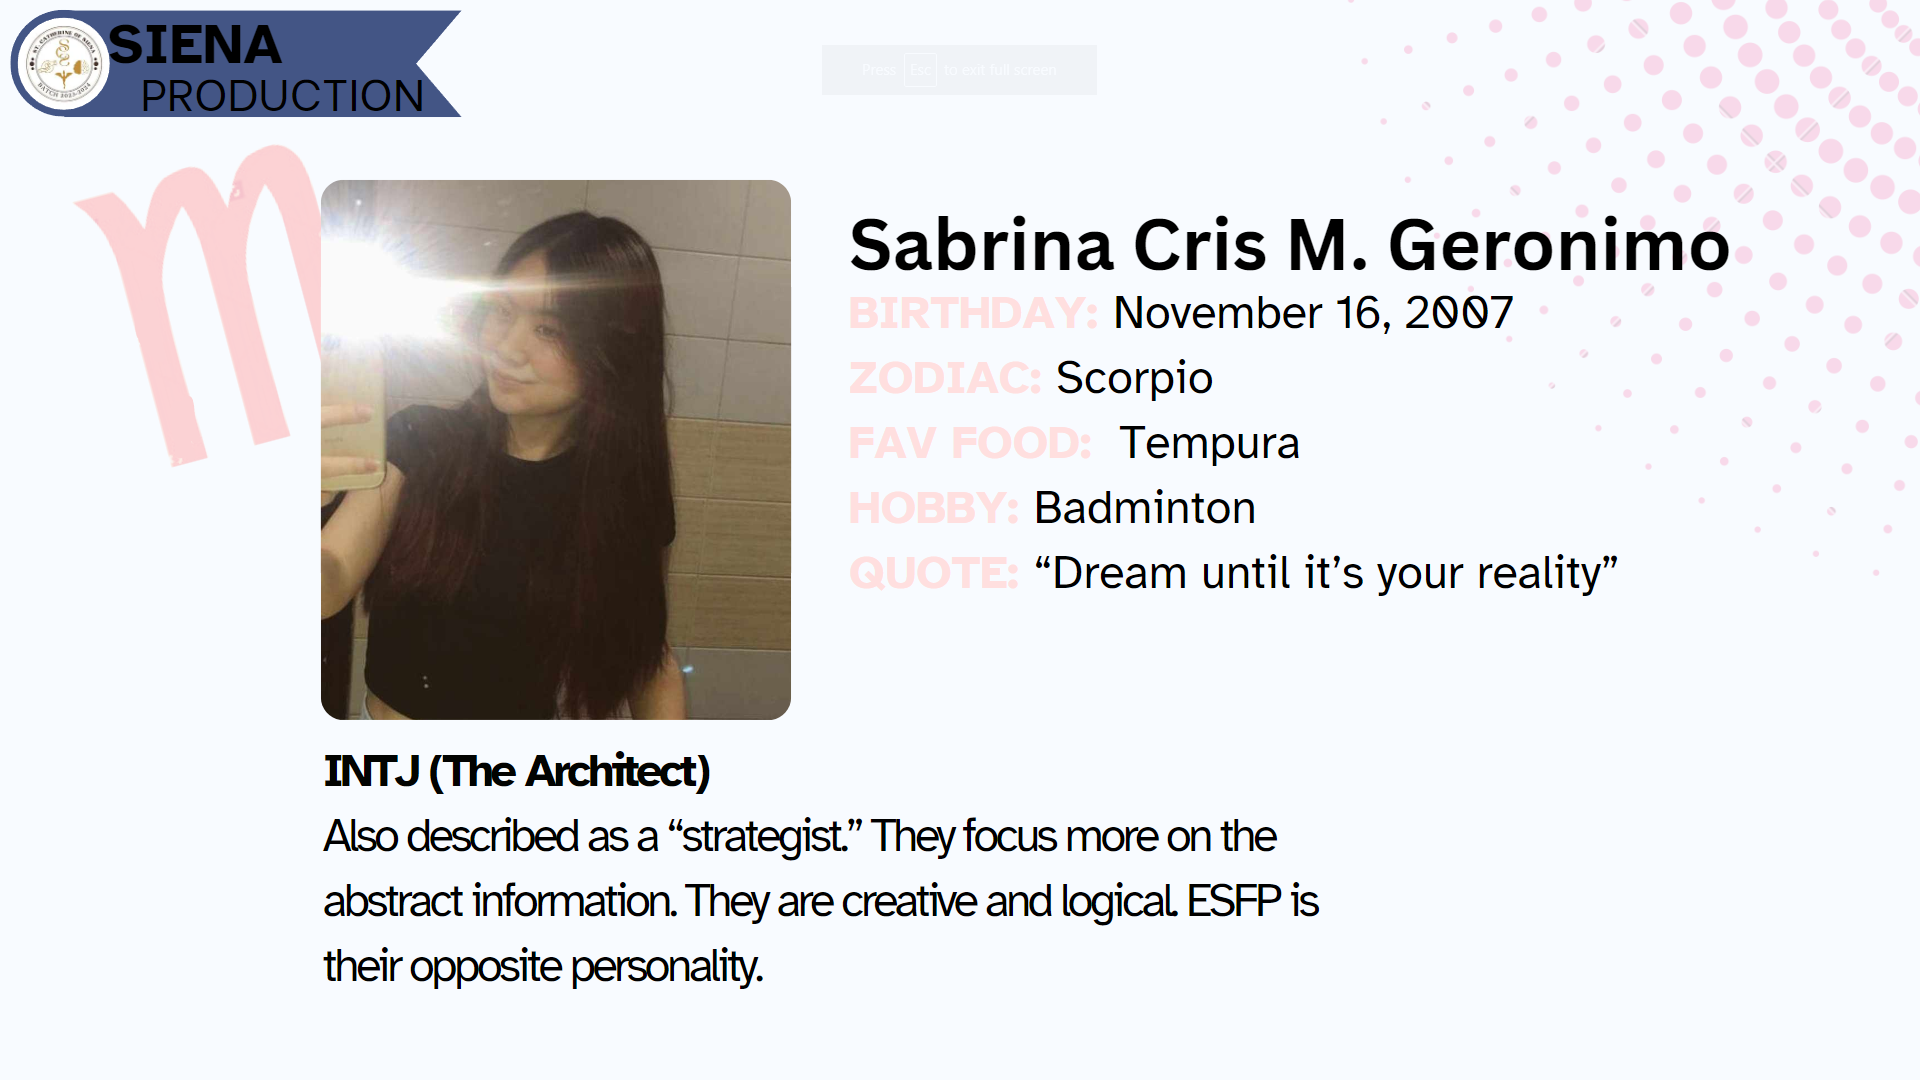 SIENA
PRODUCTION
ST. CATHERINE OF SIENA
BATCH 2023-2024
Press Esc to exit full screen
Sabrina Cris M. Geronimo
BIRTHDAY: November 16, 2007
ZODIAC: Scorpio
FAV FOOD: Tempura
HOBBY: Badminton
QUOTE: “Dream until it’s your reality”
INTJ (The Architect)
Also described as a “strategist.” They focus more on the
abstract information. They are creative and logical. ESFP is
their opposite personality.